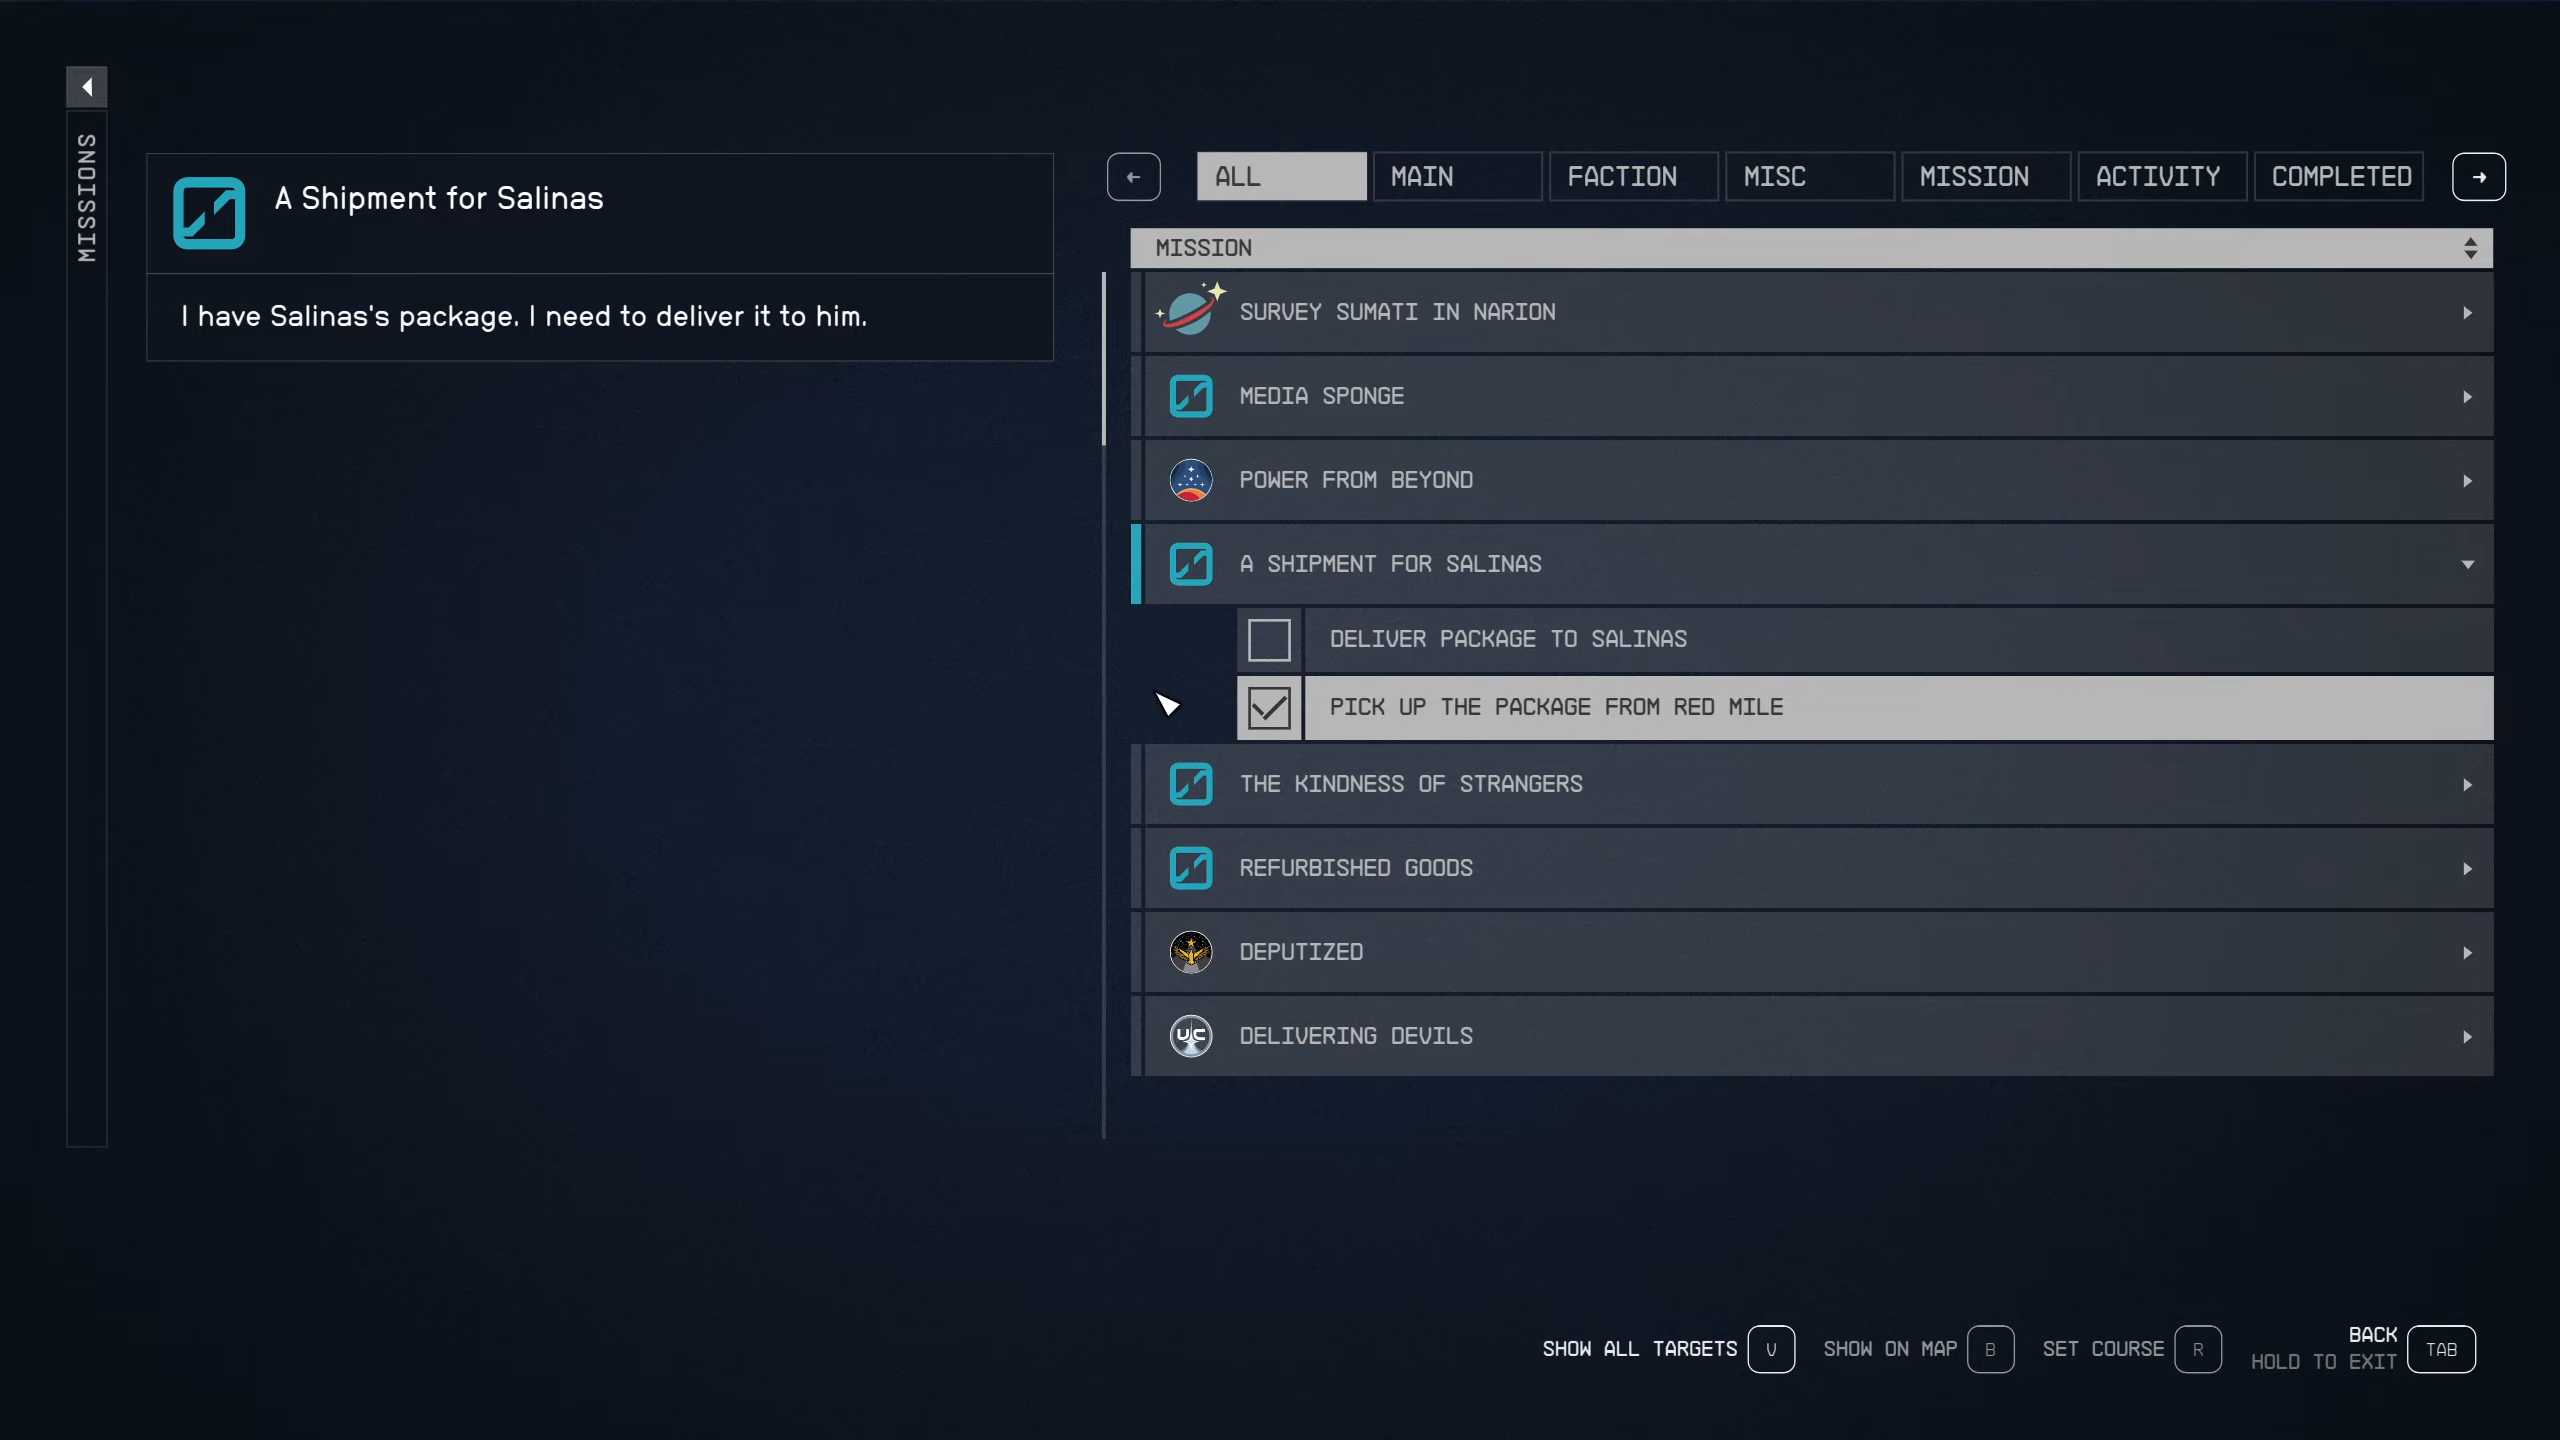 MISSIONS
A Shipment for Salinas
I have Salinas's package. I need to deliver it to him.
ALL
MAIN
FACTION
MISC
MISSION
ACTIVITY
COMPLETED
MISSION
SURVEY SUMATI IN NARION
MEDIA SPONGE
POWER FROM BEYOND
A SHIPMENT FOR SALINAS
DELIVER PACKAGE TO SALINAS
PICK UP THE PACKAGE FROM RED MILE
THE KINDNESS OF STRANGERS
REFURBISHED GOODS
DEPUTIZED
UC
DELIVERING DEVILS
SHOW ALL TARGETS V
SHOW ON MAP B
SET COURSE R
BACK
HOLD TO EXIT
TAB